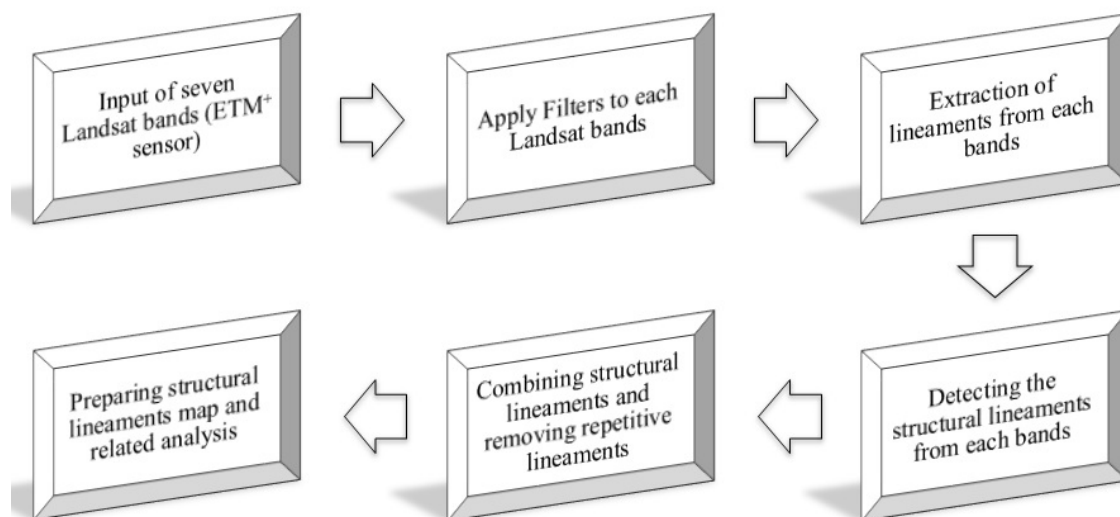 Input of seven
Landsat bands (ETM+
sensor)
Apply Filters to each
Landsat bands
Extraction of
lineaments from each
bands
Detecting the
structural lineaments
from each bands
Combining structural
lineaments and
removing repetitive
lineaments
Preparing structural
lineaments map and
related analysis